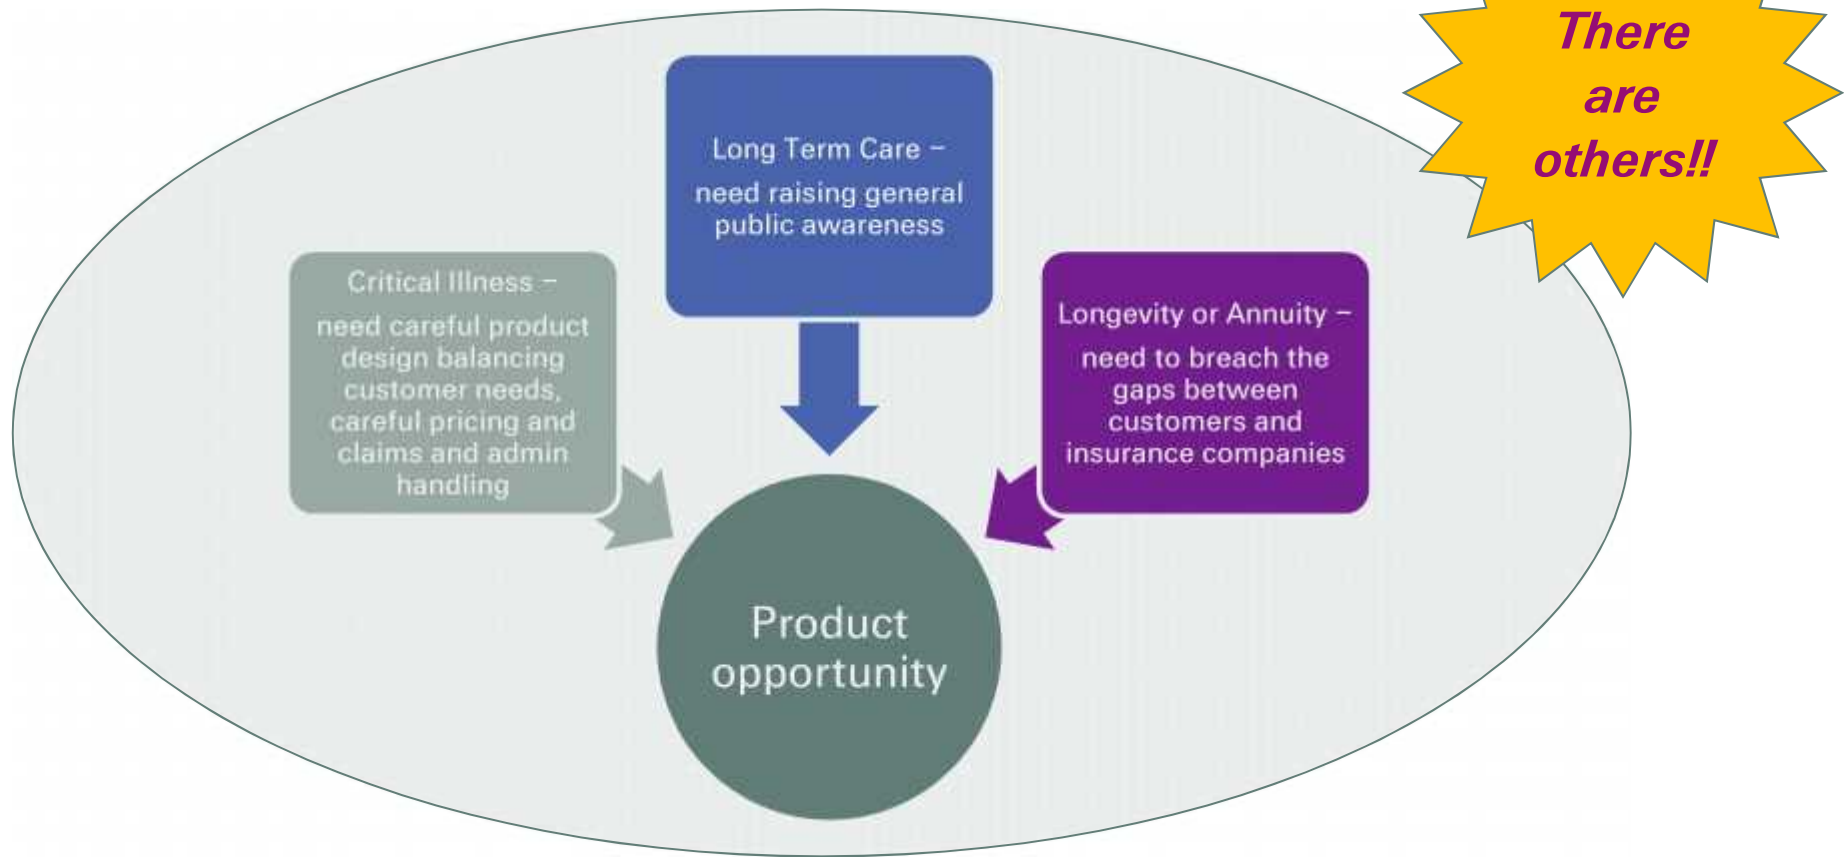 There
are
others!!
Long Term Care –
need raising general
public awareness
Critical Illness –
need careful product
design balancing
customer needs,
careful pricing and
claims and admin
handling
Longevity or Annuity –
need to breach the
gaps between
customers and
insurance companies
Product
opportunity